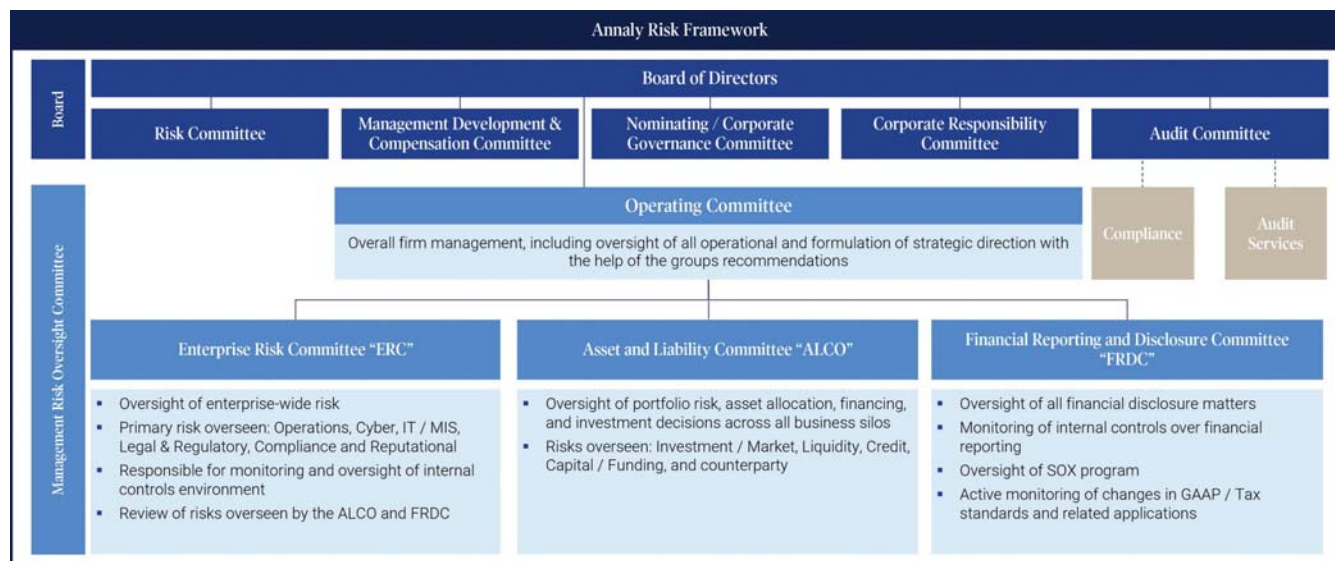 Annaly Risk Framework
Board
Board of Directors
Risk Committee
Management Development &
Compensation Committee
Nominating / Corporate
Governance Committee
Corporate Responsibility
Committee
Audit Committee
Management Risk Oversight Committee
Operating Committee
Overall firm management, including oversight of all operational and formulation of strategic direction with
the help of the groups recommendations
Compliance
Audit
Services
Enterprise Risk Committee “ERC”
▪ Oversight of enterprise-wide risk
▪ Primary risk overseen: Operations, Cyber, IT / MIS,
Legal & Regulatory, Compliance and Reputational
▪ Responsible for monitoring and oversight of internal
controls environment
▪ Review of risks overseen by the ALCO and FRDC
Asset and Liability Committee “ALCO”
▪ Oversight of portfolio risk, asset allocation, financing,
and investment decisions across all business silos
▪ Risks overseen: Investment / Market, Liquidity, Credit,
Capital / Funding, and counterparty
Financial Reporting and Disclosure Committee
“FRDC”
▪ Oversight of all financial disclosure matters
▪ Monitoring of internal controls over financial
reporting
▪ Oversight of SOX program
▪ Active monitoring of changes in GAAP / Tax
standards and related applications